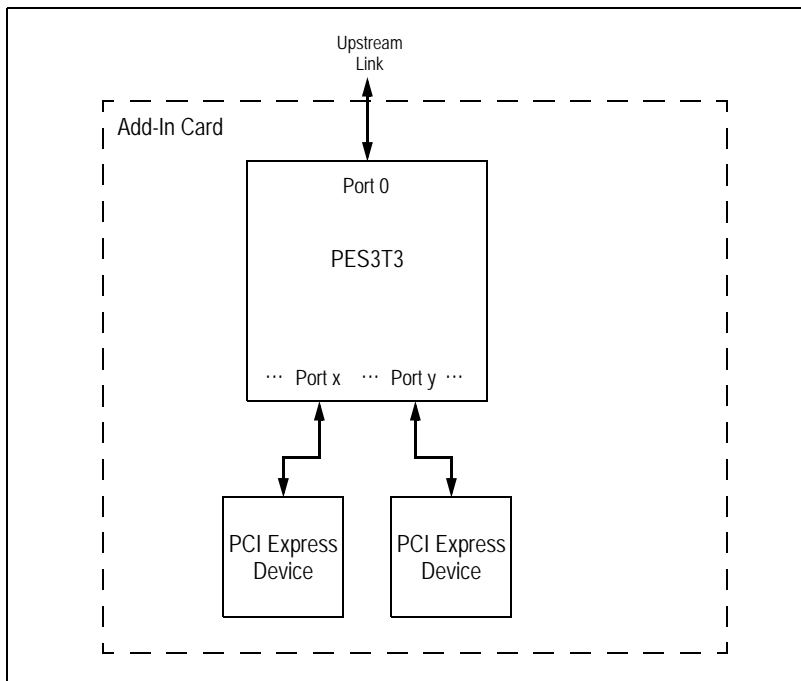 Upstream
Link
Add-In Card
Port 0
PES3T3
··· Port x ··· Port y ···
PCI Express
Device
PCI Express
Device